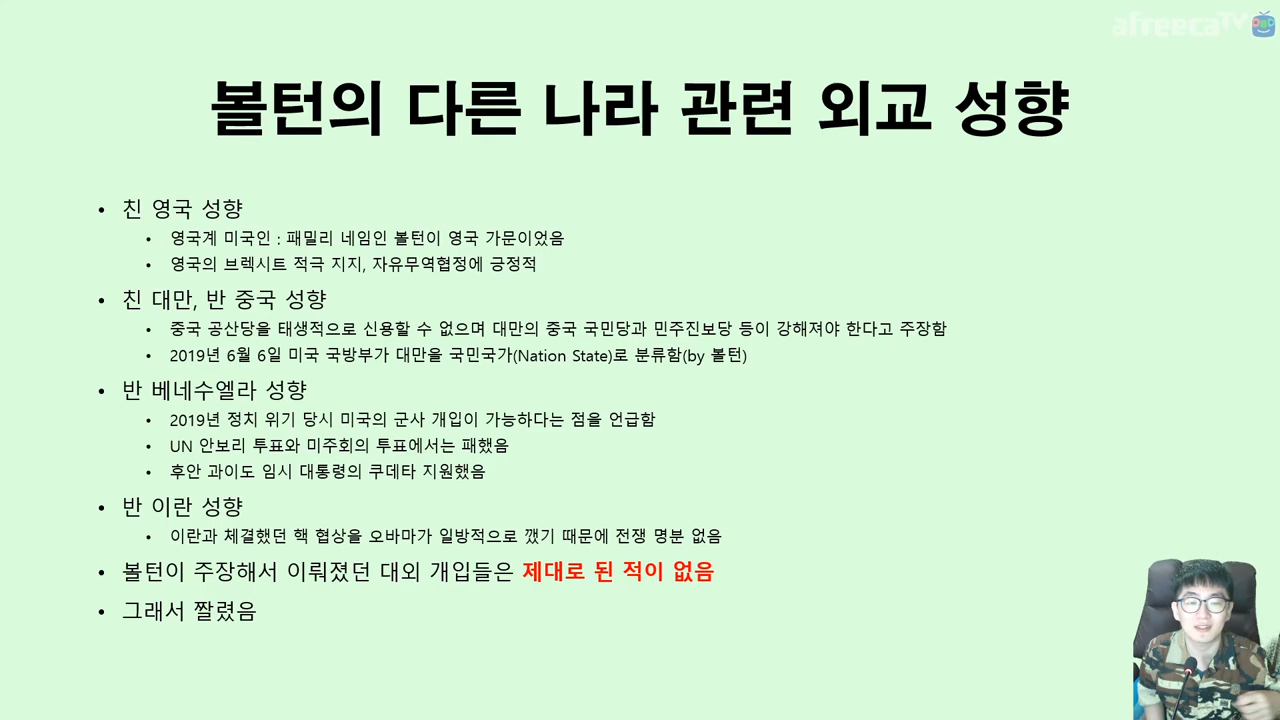 afreecaTV
볼턴의 다른 나라 관련 외교 성향
• 친 영국 성향
• 영국계 미국인 : 패밀리 네임인 볼턴이 영국 가문이었음
• 영국의 브렉시트 적극 지지, 자유무역협정에 긍정적
• 친 대만, 반 중국 성향
• 중국 공산당을 태생적으로 신용할 수 없으며 대만의 중국 국민당과 민주진보당 등이 강해져야 한다고 주장함
• 2019년 6월 6일 미국 국방부가 대만을 국민국가(Nation State)로 분류함(by 볼턴)
• 반 베네수엘라 성향
• 2019년 정치 위기 당시 미국의 군사 개입이 가능하다는 점을 언급함
• UN 안보리 투표와 미주회의 투표에서는 패했음
• 후안 과이도 임시 대통령의 쿠데타 지원했음
• 반 이란 성향
• 이란과 체결했던 핵 협상을 오바마가 일방적으로 깼기 때문에 전쟁 명분 없음
• 볼턴이 주장해서 이뤄졌던 대외 개입들은 제대로 된 적이 없음
• 그래서 짤렸음